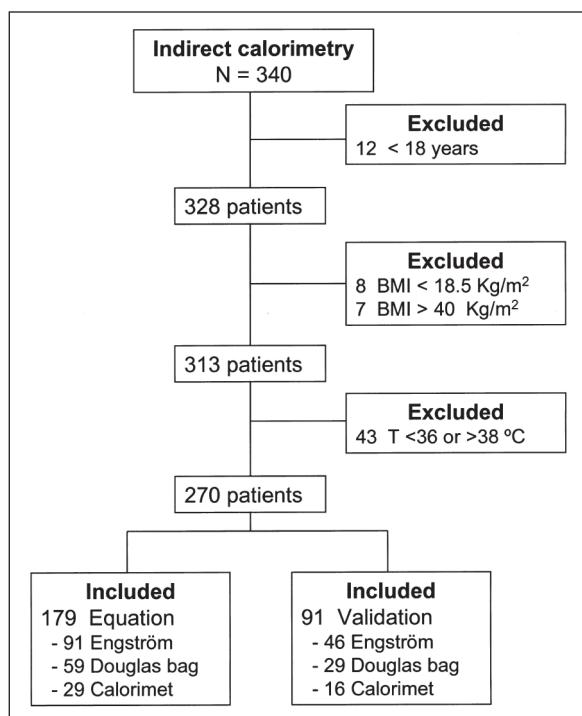 Indirect calorimetry
N = 340
Excluded
12 < 18 years
328 patients
Excluded
8 BMI < 18.5 Kg/m²
7 BMI > 40 Kg/m²
313 patients
Excluded
43 T <36 or >38 ºC
270 patients
Included
179 Equation
- 91 Engström
- 59 Douglas bag
- 29 Calorimet
Included
91 Validation
- 46 Engström
- 29 Douglas bag
- 16 Calorimet